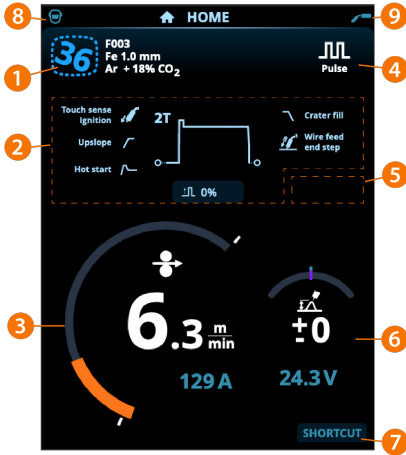 8
HOME
9
36
F003
Fe 1.0 mm
Ar + 18% CO2
Pulse
1
4
Touch sense
Ignition
2T
Crater fill
2
Upslope
Wire feed
end step
Hot start
5
0%
3
6.3 m/min
129 A
±0
6
24.3 V
SHORTCUT
7